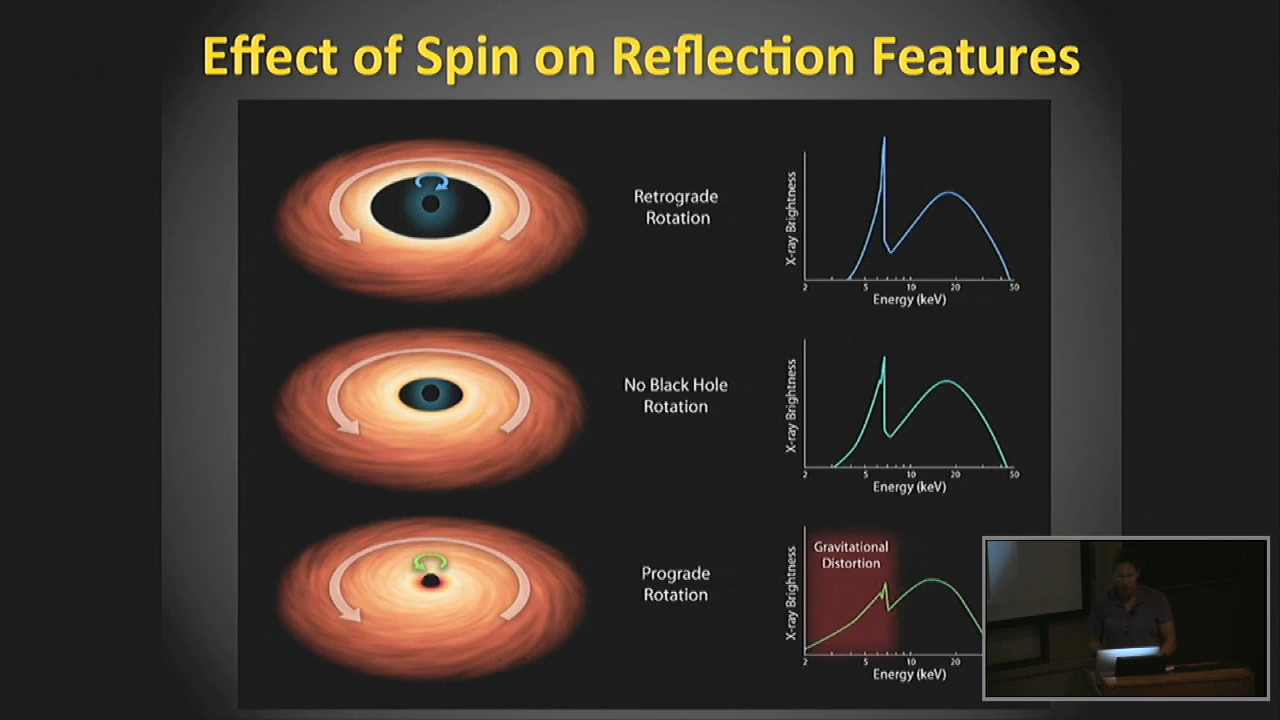 Effect of Spin on Reflection Features
Retrograde
Rotation
X-ray Brightness
2 5 10 20 50
Energy (keV)
No Black Hole
Rotation
X-ray Brightness
2 5 10 20 50
Energy (keV)
Prograde
Rotation
Gravitational
Distortion
X-ray Brightness
2 5 10 20
Energy (keV)